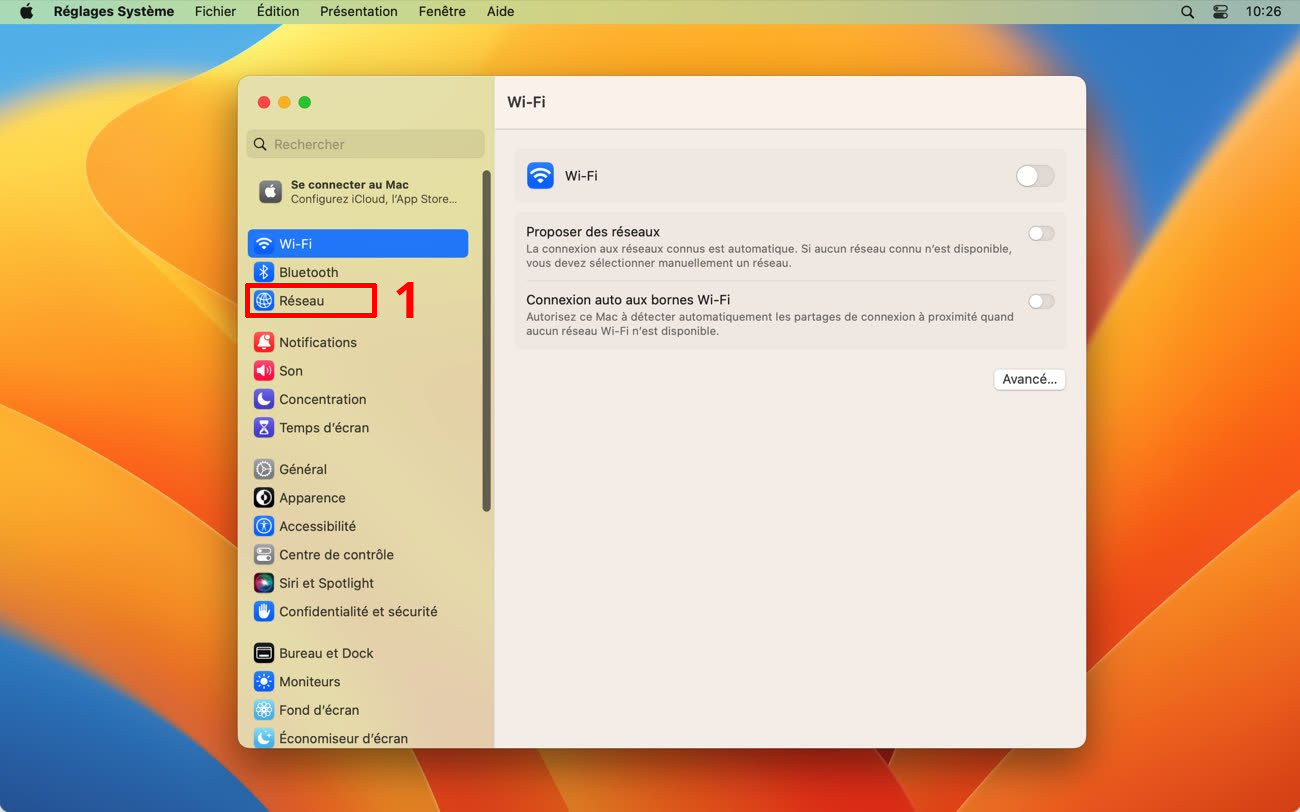 Réglages Système Fichier Édition Présentation Fenêtre Aide 10:26
Wi-Fi
Rechercher
Se connecter au Mac
Configurez iCloud, l'App Store...
Wi-Fi
Bluetooth
Réseau
1
Notifications
Son
Concentration
Temps d'écran
Général
Apparence
Accessibilité
Centre de contrôle
Siri et Spotlight
Confidentialité et sécurité
Bureau et Dock
Moniteurs
Fond d'écran
Économiseur d'écran
Wi-Fi
Proposer des réseaux
La connexion aux réseaux connus est automatique. Si aucun réseau connu n'est disponible,
vous devez sélectionner manuellement un réseau.
Connexion auto aux bornes Wi-Fi
Autorisez ce Mac à détecter automatiquement les partages de connexion à proximité quand
aucun réseau Wi-Fi n'est disponible.
Avancé...